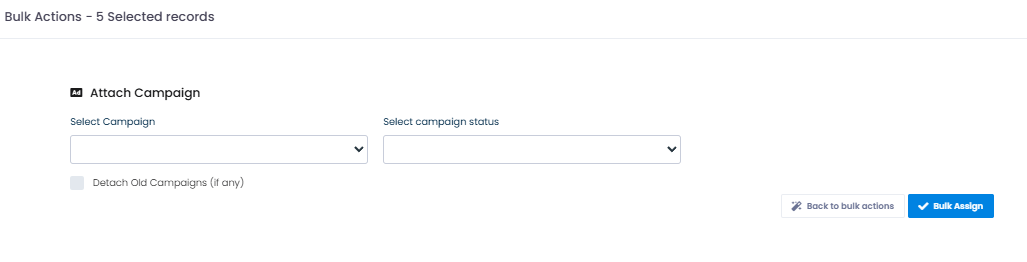 Bulk Actions - 5 Selected records
Ad Attach Campaign
Select Campaign Select campaign status
Detach Old Campaigns (if any)
Back to bulk actions Bulk Assign